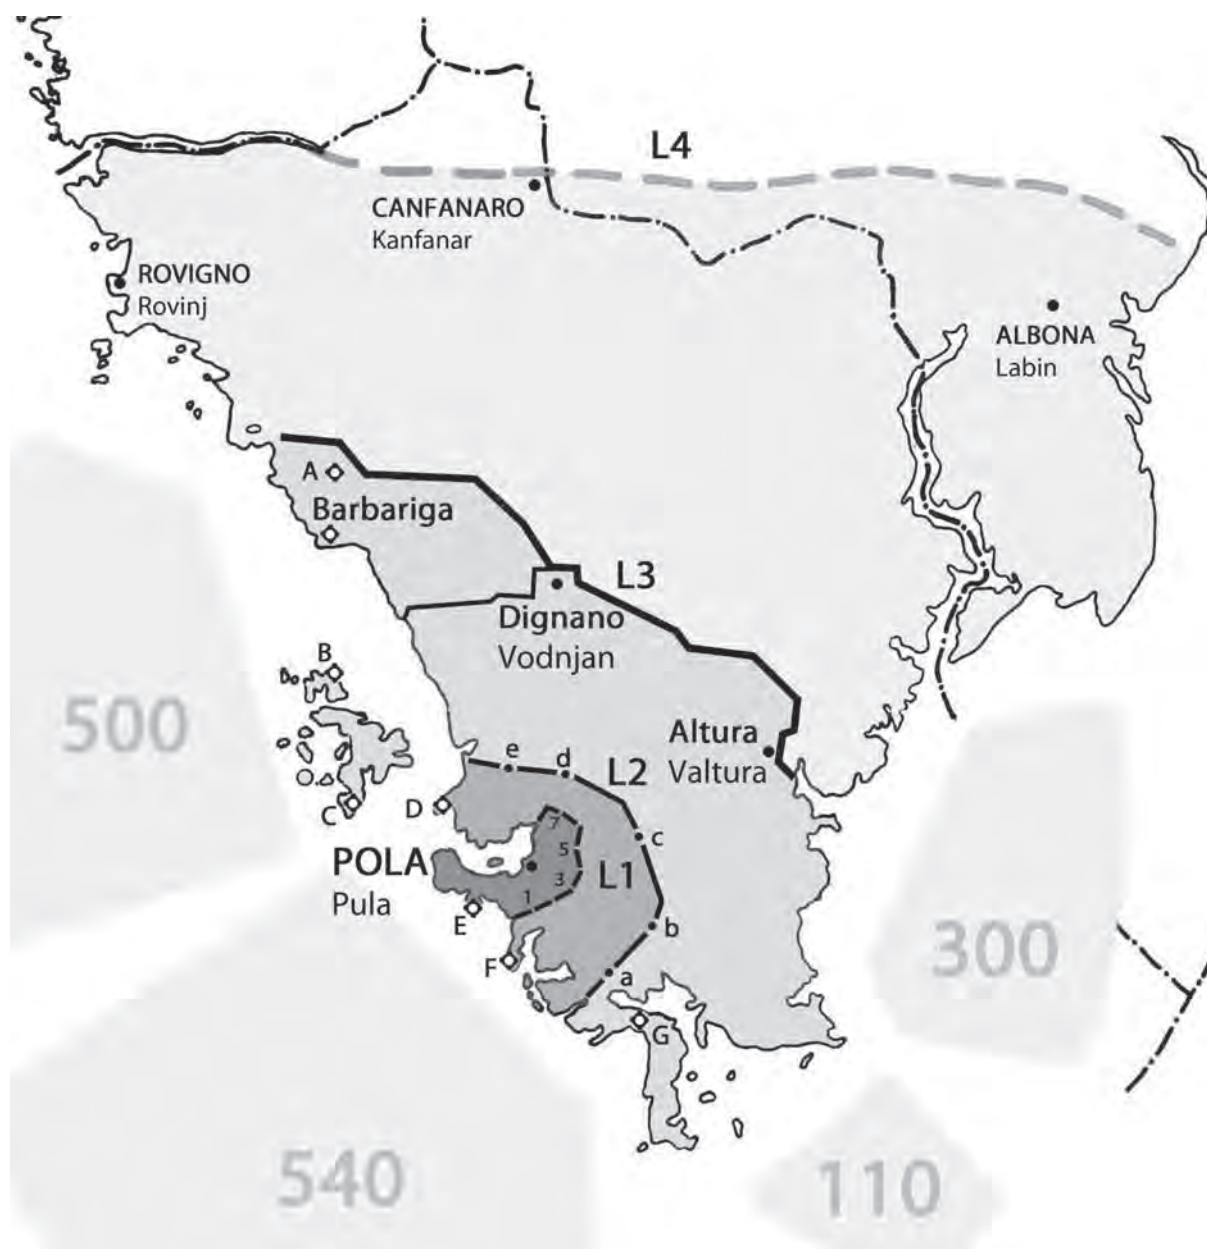 L4
CANFANARO
Kanfanar
ROVIGNO
Rovinj
ALBONA
Labin
A
Barbariga
L3
Dignano
Vodnjan
B
500
Altura
Valtura
e
d
L2
C
D
c
7
5
POLA
Pula
L1
3
1
E
b
F
a
300
G
540
110